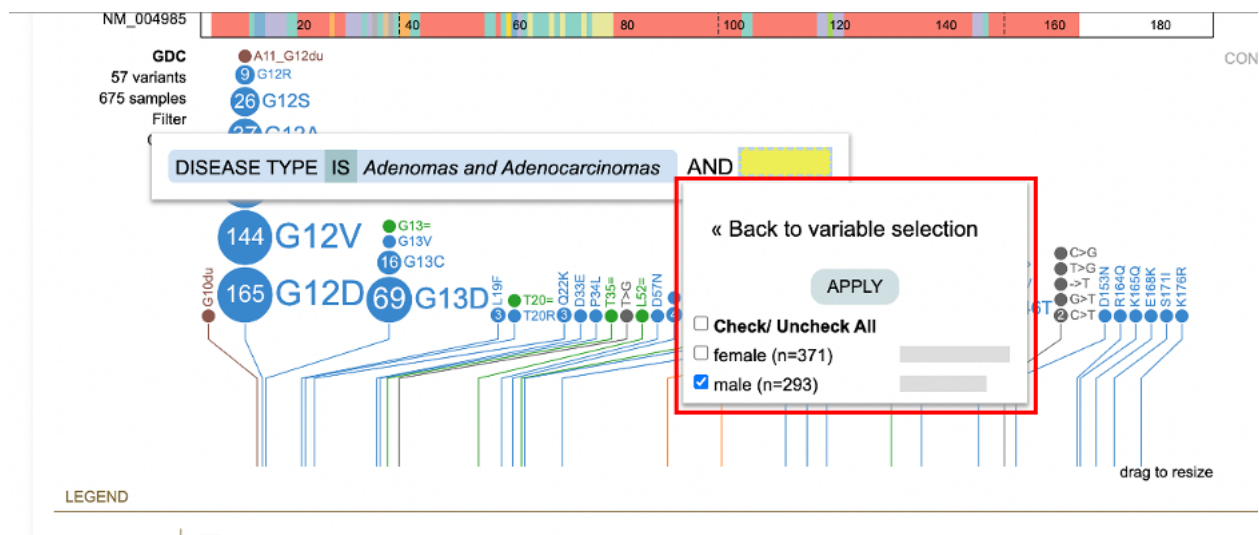 NM_004985
20 40 60 80 100 120 140 160 180
GDC
57 variants
675 samples
Filter
CON
A11_G12du
9 G12R
26 G12S
G12A
DISEASE TYPE IS Adenomas and Adenocarcinomas AND
144 G12V
165 G12D
G10du
G13=
G13V
16 G13C
69 G13D
L19F
3
T20=
T20R
Q22K
3
D33E
P34L
T35=
T>G
L52=
D57N
« Back to variable selection
APPLY
Check/ Uncheck All
female (n=371)
male (n=293)
6T
C>G
T>G
->T
G>T
2 C>T
D153N
R164Q
K165Q
E168K
S171I
K176R
drag to resize
LEGEND